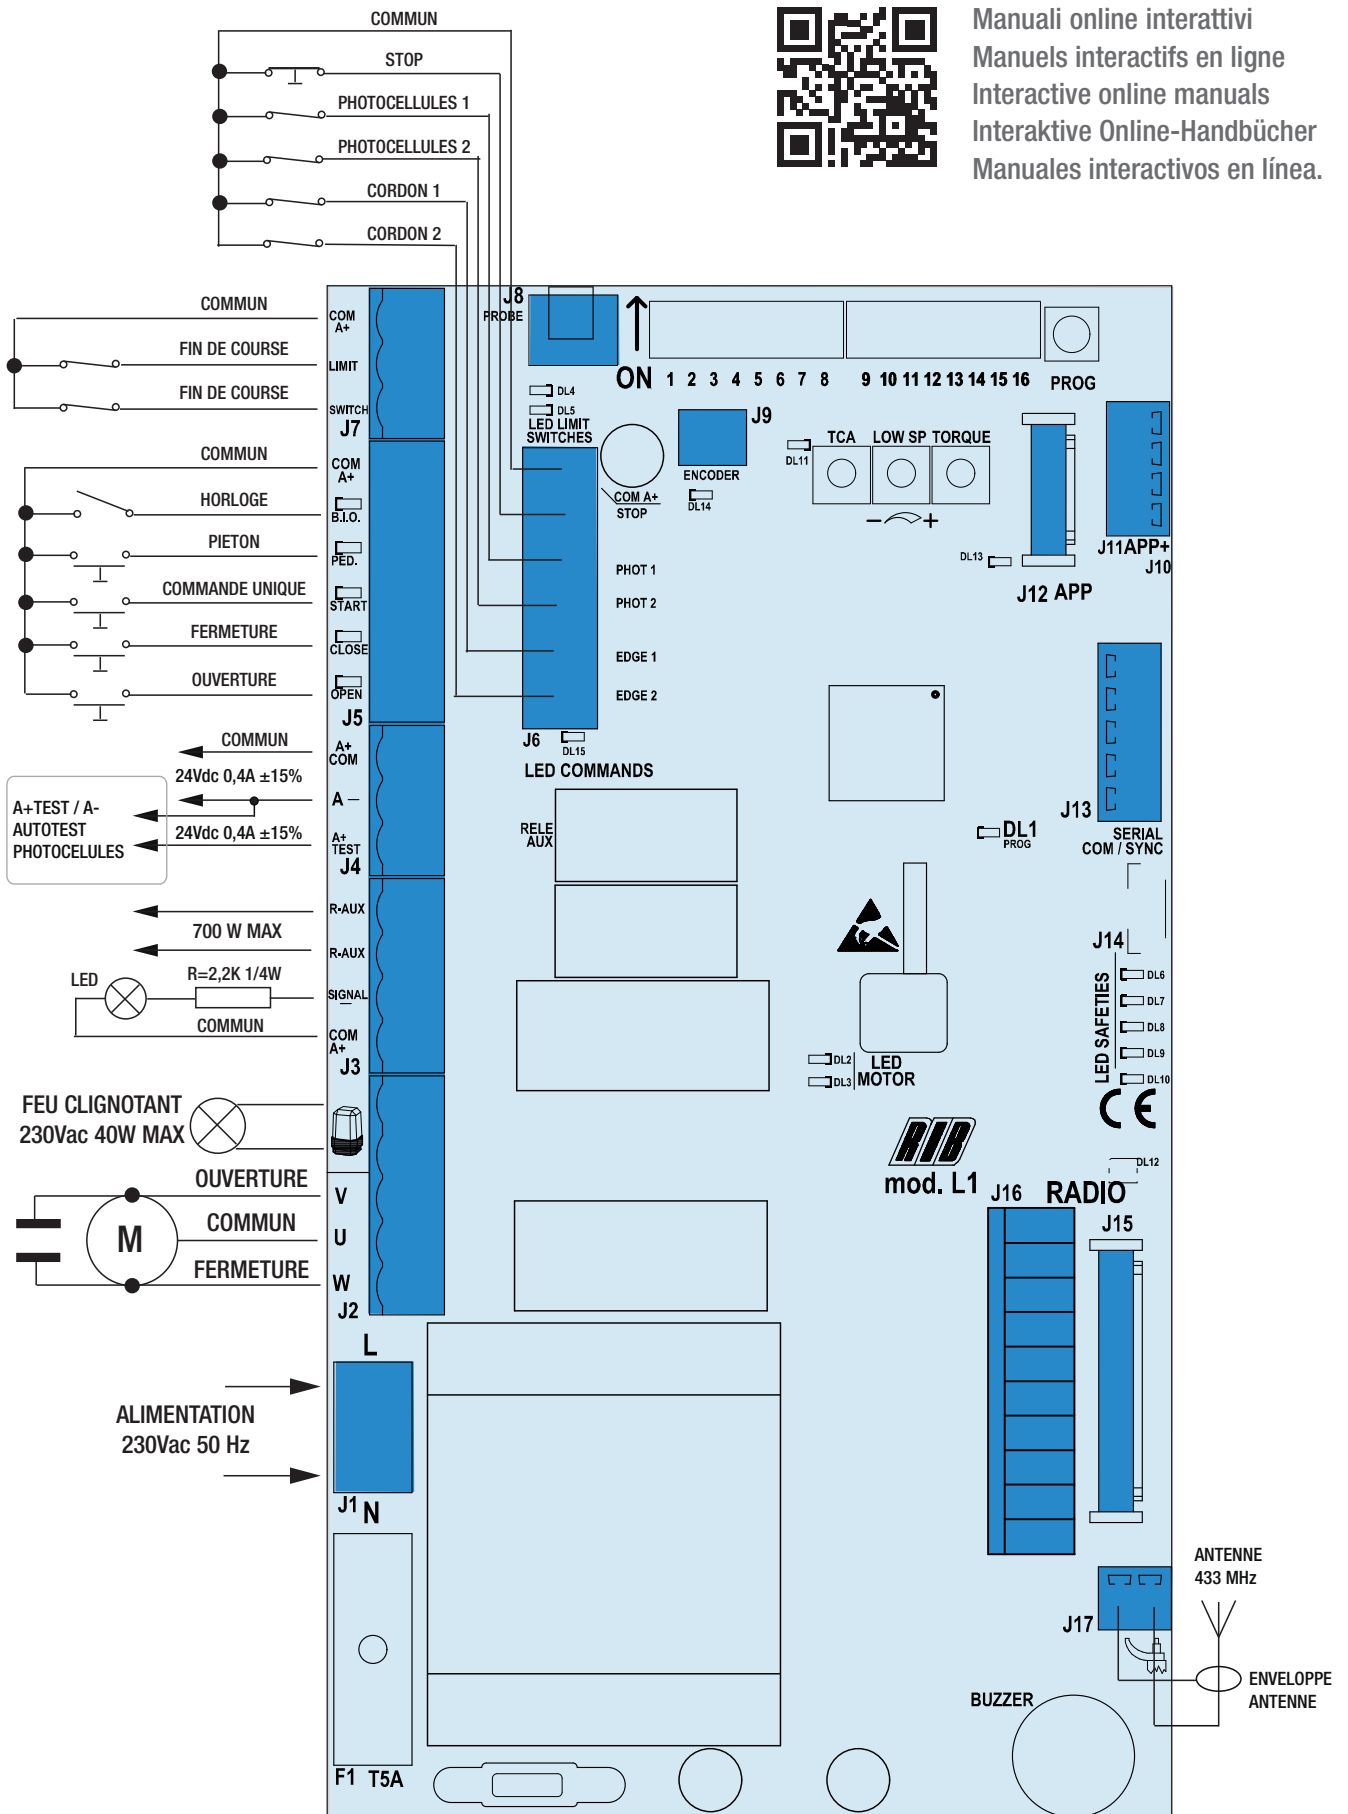 COMMUN
STOP
PHOTOCELLULES 1
PHOTOCELLULES 2
CORDON 1
CORDON 2
Manuali online interattivi
Manuels interactifs en ligne
Interactive online manuals
Interaktive Online-Handbücher
Manuales interactivos en línea.
COMMUN
FIN DE COURSE
FIN DE COURSE
COM
A+
LIMIT
SWITCH
J7
COMMUN
HORLOGE
PIETON
COMMANDE UNIQUE
FERMETURE
OUVERTURE
COM
A+
B.I.O.
PED.
START
CLOSE
OPEN
J5
COMMUN
24Vdc 0,4A ±15%
24Vdc 0,4A ±15%
A+TEST / A-
AUTOTEST
PHOTOCELULES
A+
COM
A −
A+
TEST
J4
700 W MAX
LED
R=2,2K 1/4W
COMMUN
R-AUX
R-AUX
SIGNAL
COM
A+
J3
FEU CLIGNOTANT
230Vac 40W MAX
OUVERTURE
COMMUN
FERMETURE
M
V
U
W
J2
L
ALIMENTATION
230Vac 50 Hz
J1 N
F1 T5A
J8
PROBE
ON
1 2 3 4 5 6 7 8
9 10 11 12 13 14 15 16
PROG
DL4
DL5
LED LIMIT
SWITCHES
J9
ENCODER
DL14
COM A+
STOP
PHOT 1
PHOT 2
EDGE 1
EDGE 2
J6
DL15
LED COMMANDS
DL11
TCA LOW SP TORQUE
− +
DL13
J12 APP
J11APP+
J10
J13
SERIAL
COM / SYNC
DL1
PROG
RELE
AUX
J14
LED SAFETIES
DL6
DL7
DL8
DL9
DL10
CE
DL2
DL3
LED
MOTOR
RIB
mod. L1
DL12
J16 RADIO
J15
J17
ANTENNE
433 MHz
ENVELOPPE
ANTENNE
BUZZER